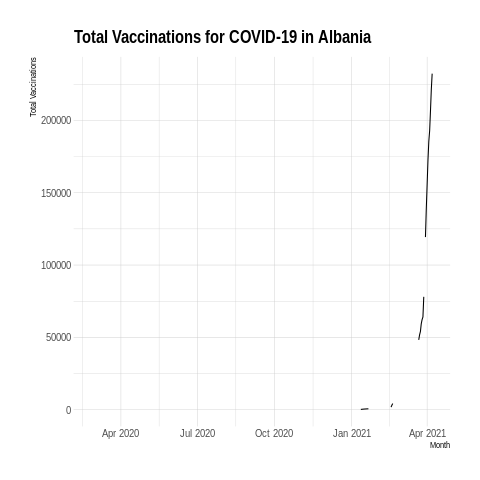 Total Vaccinations for COVID-19 in Albania
Total Vaccinations
200000
150000
100000
50000
0
Apr 2020 Jul 2020 Oct 2020 Jan 2021 Apr 2021
Month